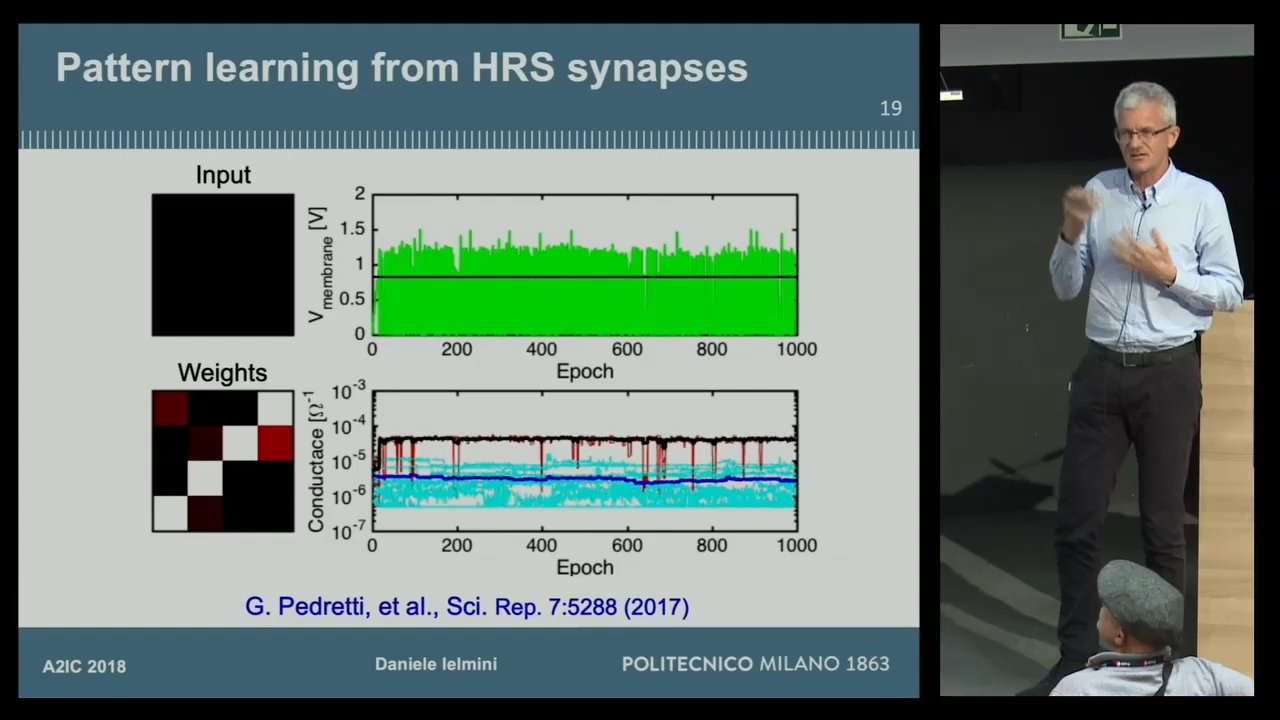 Pattern learning from HRS synapses
19
Input
Vmembrane [V]
2
1.5
1
0.5
0
0 200 400 600 800 1000
Epoch
Weights
Conductace [Ω-1
10-3
10-4
10-5
10-6
10-7
0 200 400 600 800 1000
Epoch
G. Pedretti, et al., Sci. Rep. 7:5288 (2017)
A2IC 2018
Daniele Ielmini
POLITECNICO MILANO 1863